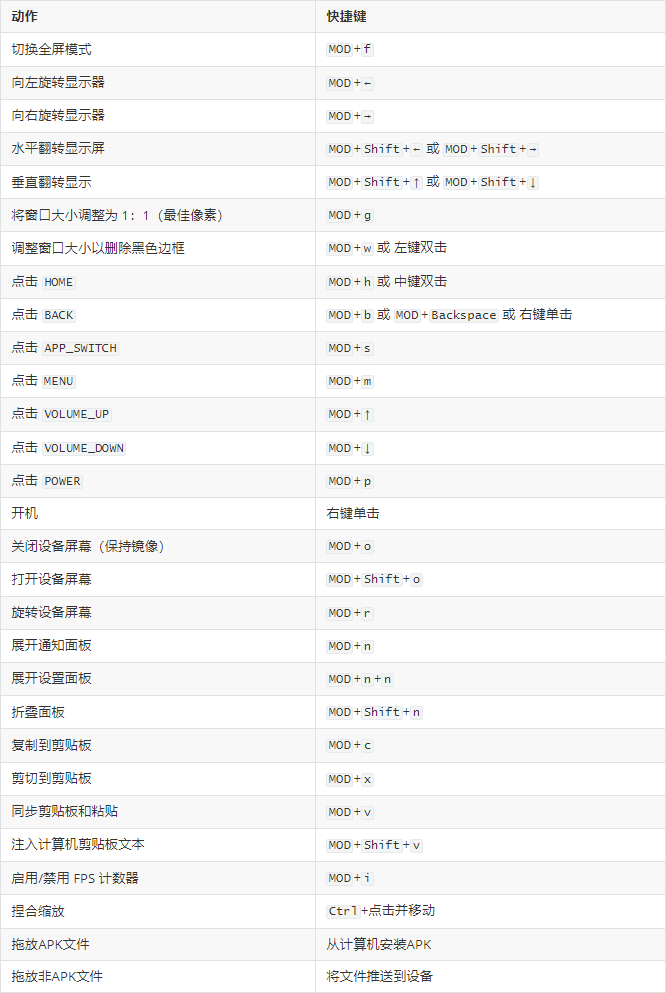 动作 快捷键
切换全屏模式 MOD+f
向左旋转显示器 MOD+←
向右旋转显示器 MOD+→
水平翻转显示屏 MOD+Shift+← 或 MOD+Shift+→
垂直翻转显示 MOD+Shift+↑ 或 MOD+Shift+↓
将窗口大小调整为 1：1（最佳像素） MOD+g
调整窗口大小以删除黑色边框 MOD+w 或 左键双击
点击 HOME MOD+h 或 中键双击
点击 BACK MOD+b 或 MOD+Backspace 或 右键单击
点击 APP_SWITCH MOD+s
点击 MENU MOD+m
点击 VOLUME_UP MOD+↑
点击 VOLUME_DOWN MOD+↓
点击 POWER MOD+p
开机 右键单击
关闭设备屏幕（保持镜像） MOD+o
打开设备屏幕 MOD+Shift+o
旋转设备屏幕 MOD+r
展开通知面板 MOD+n
展开设置面板 MOD+n+n
折叠面板 MOD+Shift+n
复制到剪贴板 MOD+c
剪切到剪贴板 MOD+x
同步剪贴板和粘贴 MOD+v
注入计算机剪贴板文本 MOD+Shift+v
启用/禁用 FPS 计数器 MOD+i
捏合缩放 Ctrl+点击并移动
拖放APK文件 从计算机安装APK
拖放非APK文件 将文件推送到设备